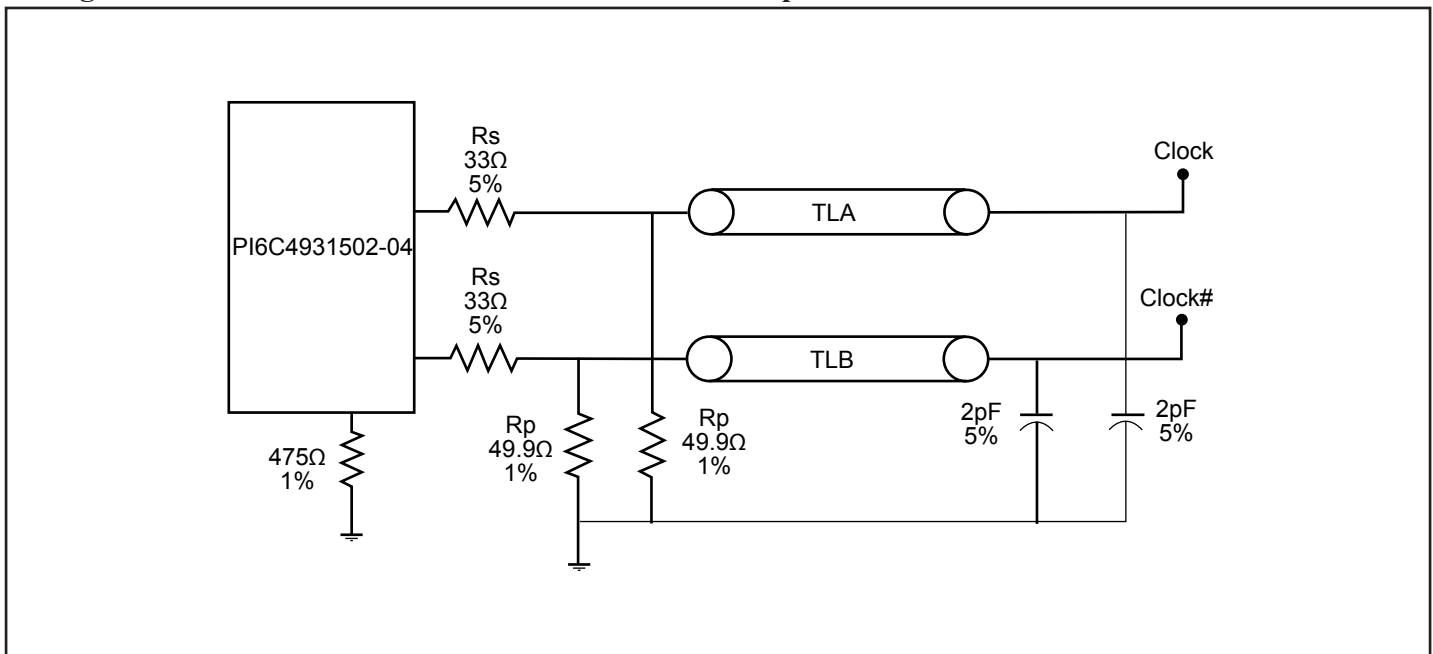 Rs
33Ω
5%
Clock
TLA
PI6C4931502-04
Rs
33Ω
5%
Clock#
TLB
Rp
49.9Ω
1%
Rp
49.9Ω
1%
2pF
5%
2pF
5%
475Ω
1%